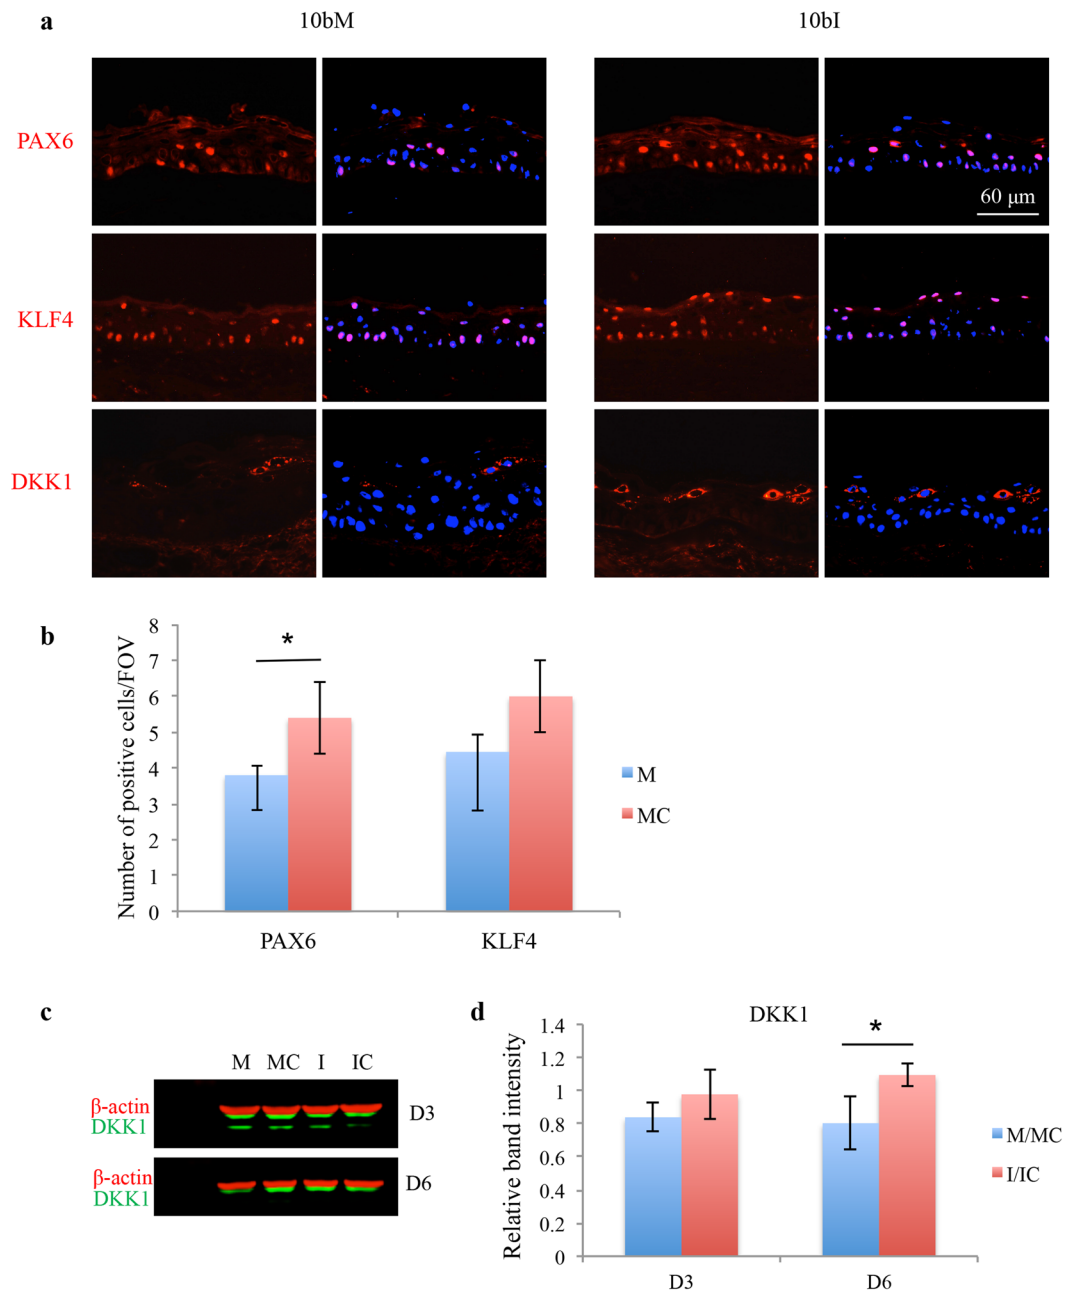 a
10bM
10bI
PAX6
60 µm
KLF4
DKK1
b
Number of positive cells/FOV
8
7
6
5
4
3
2
1
0
*
PAX6
KLF4
M
MC
c
M MC I IC
β-actin
DKK1
D3
β-actin
DKK1
D6
d
DKK1
Relative band intensity
1.4
1.2
1
0.8
0.6
0.4
0.2
0
*
D3
D6
M/MC
I/IC